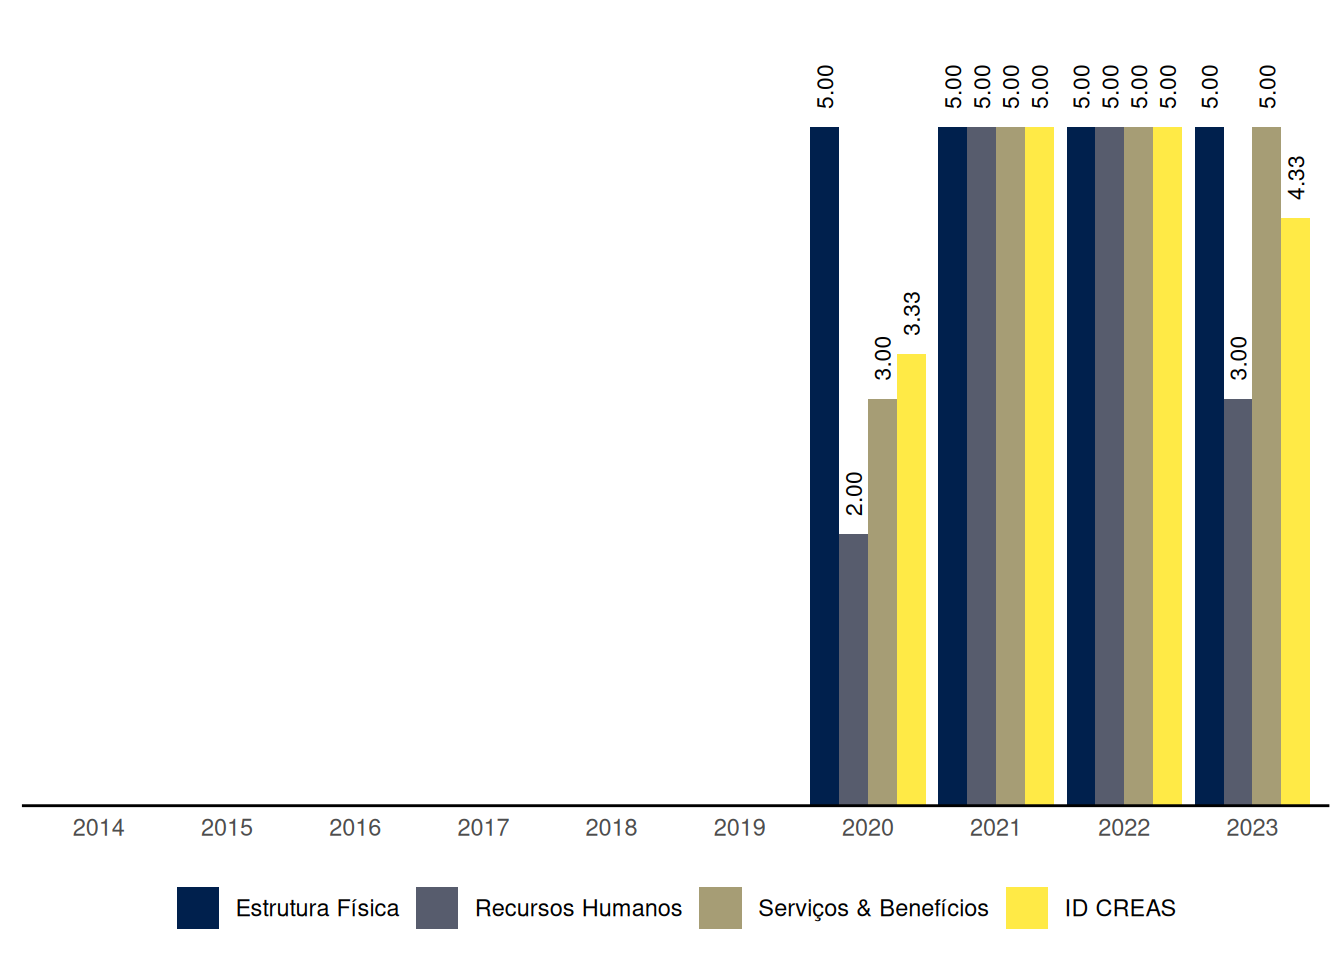 5.00 5.00 5.00 5.00 5.00 5.00 5.00 5.00 5.00 5.00 5.00
4.33
3.33
3.00 3.00
2.00
2014 2015 2016 2017 2018 2019 2020 2021 2022 2023
Estrutura Física Recursos Humanos Serviços & Benefícios ID CREAS